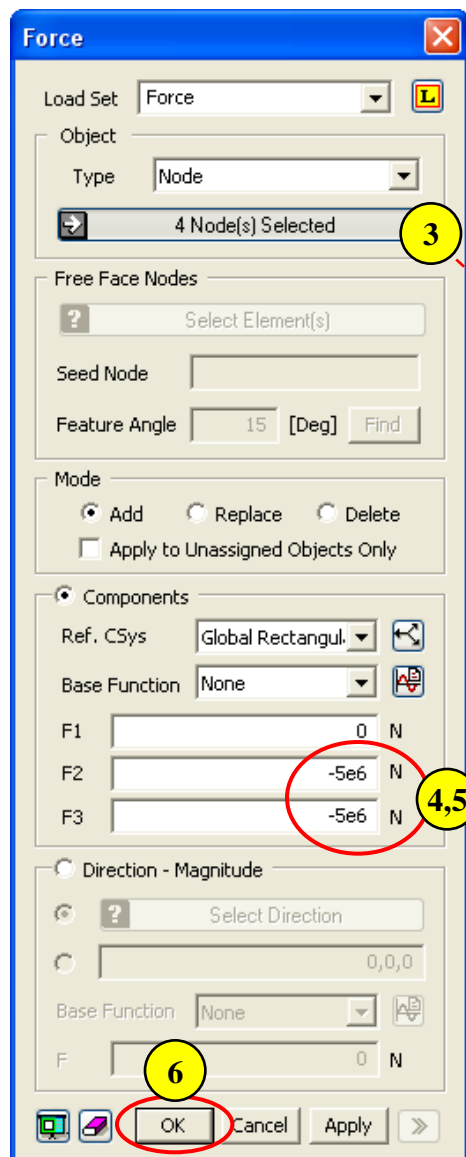 Force
Load Set Force L
Object
Type Node
4 Node(s) Selected
3
Free Face Nodes
? Select Element(s)
Seed Node
Feature Angle 15 [Deg] Find
Mode
Add Replace Delete
Apply to Unassigned Objects Only
Components
Ref. CSys Global Rectangul.
Base Function None
F1 0 N
F2 -5e6 N
4,5
F3 -5e6 N
Direction - Magnitude
? Select Direction
0,0,0
Base Function None
F 0 N
6
OK Cancel Apply >>